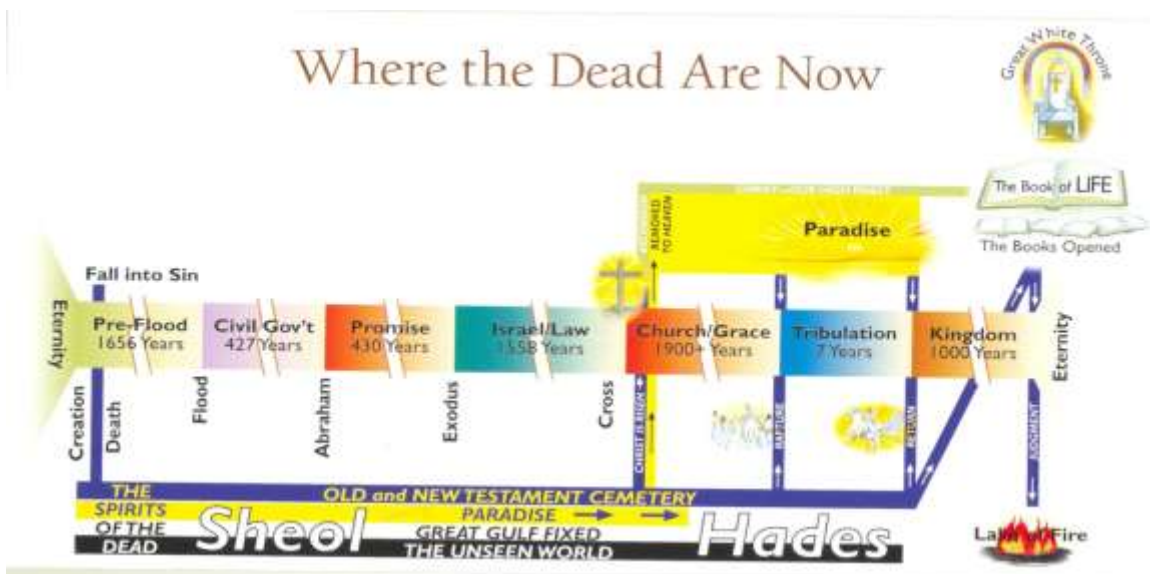 Where the Dead Are Now
Great White Throne
The Book of LIFE
The Books Opened
REMOVED
TO HEAVEN
Paradise
Fall into Sin
Eternity
Pre-Flood
1656 Years
Civil Gov't
427 Years
Promise
430 Years
Israel/Law
1558 Years
Church/Grace
1900+ Years
Tribulation
7 Years
Kingdom
1000 Years
Eternity
Creation
Death
Flood
Abraham
Exodus
Cross
CHRIST IS RISEN
RAPTURE
RETURN
JUDGMENT
THE
SPIRITS
OF THE
DEAD
OLD and NEW TESTAMENT CEMETERY
PARADISE
Sheol
GREAT GULF FIXED
THE UNSEEN WORLD
Hades
Lake of Fire